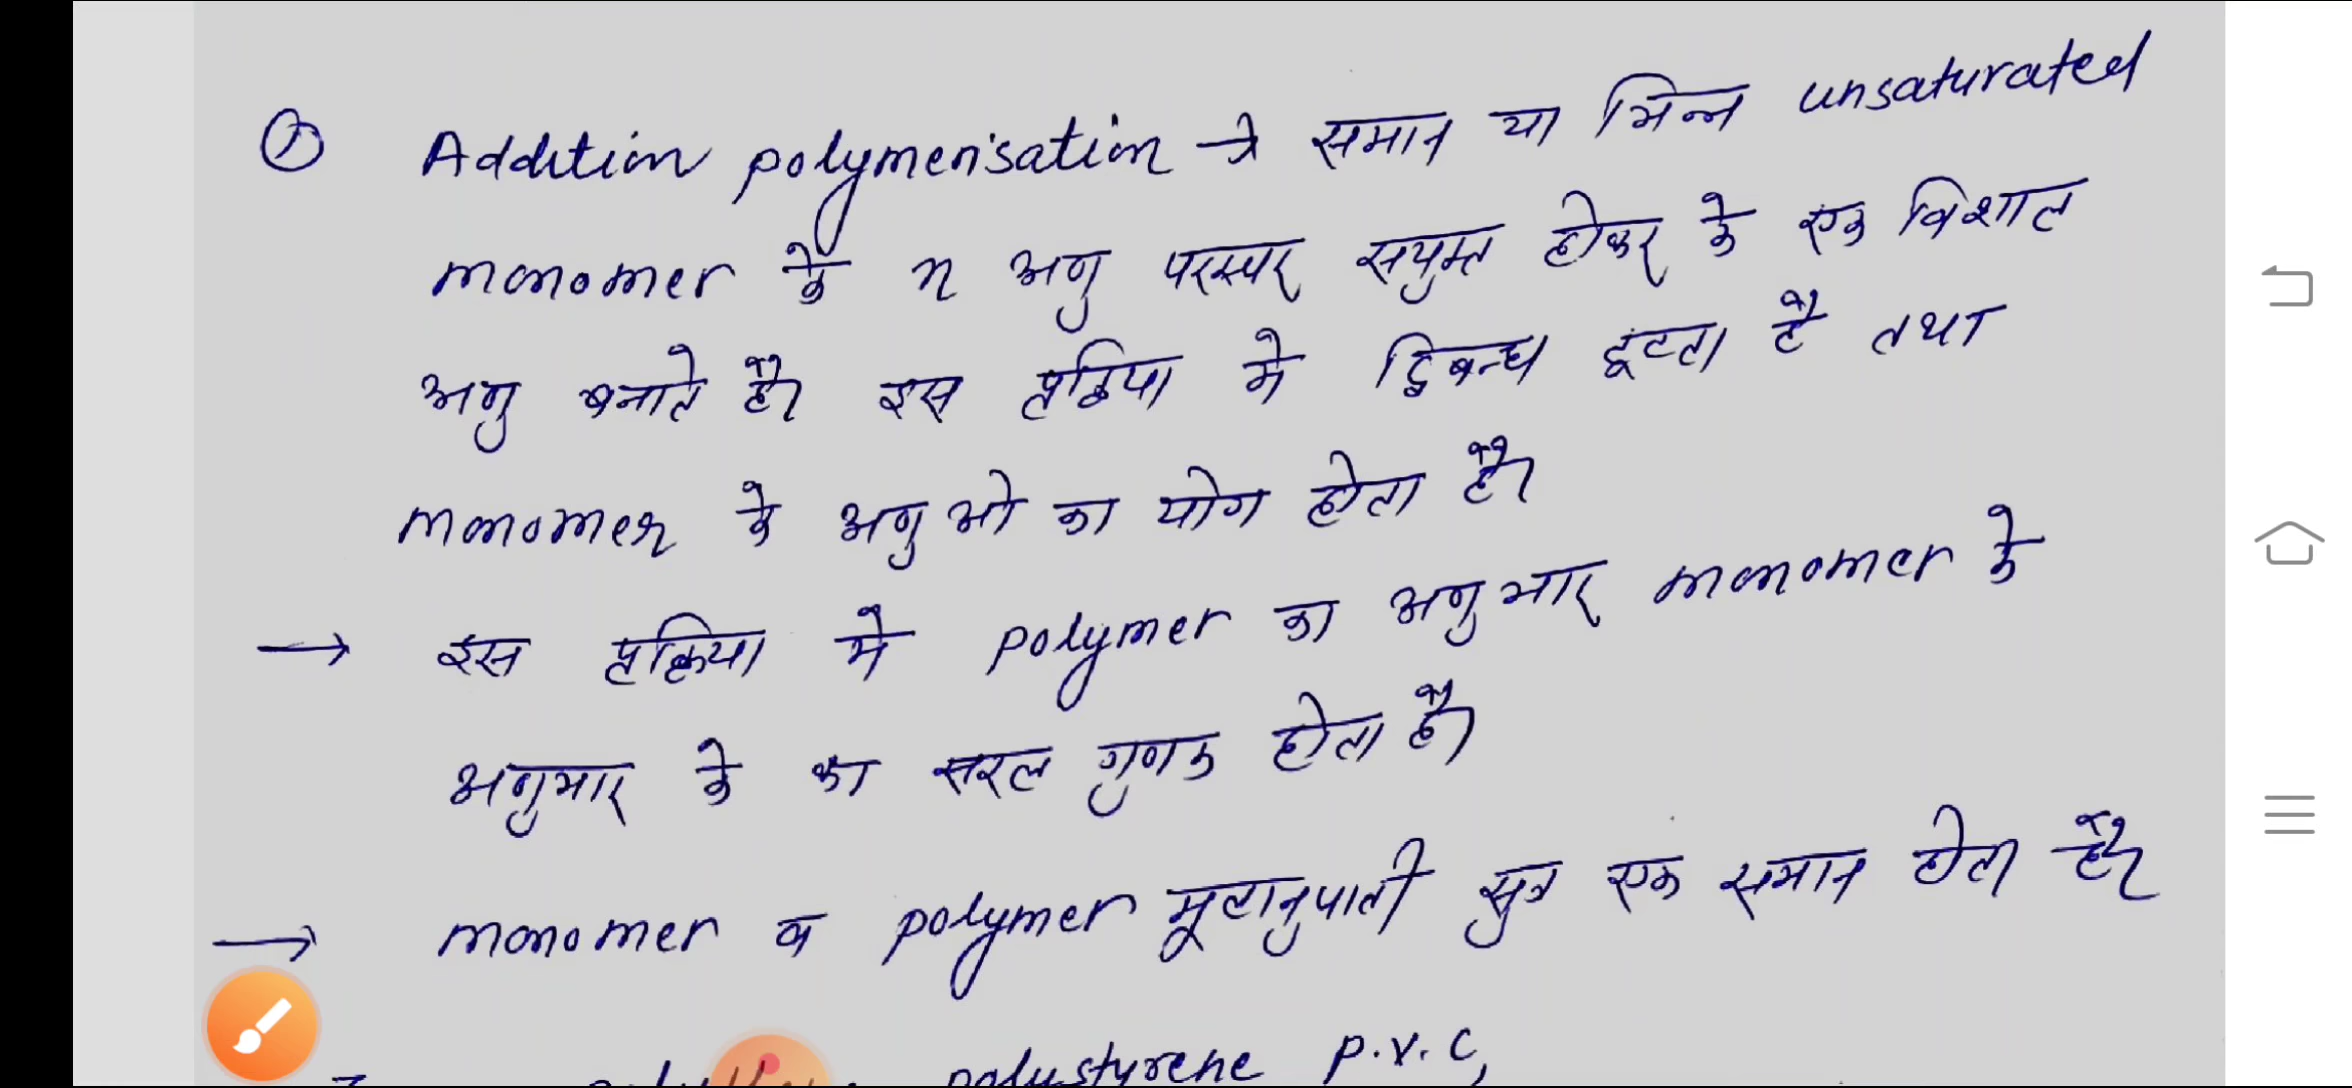 ① Addition polymerisation → समान या भिन्न unsaturated
monomer के n अणु परस्पर सयुक्त होकर के एक विशाल
अणु बनाते है। इस प्रक्रिया मे द्विबन्ध टूटता है तथा
monomer के अणुओ का योग होता है।
→ इस प्रक्रिया मे polymer का अणुभार monomer के
अणुभार के का सरल गुणक होता है।
→ monomer व polymer मूलानुपाती सुत्र एक समान होता है।
polystyrene P.V.C,